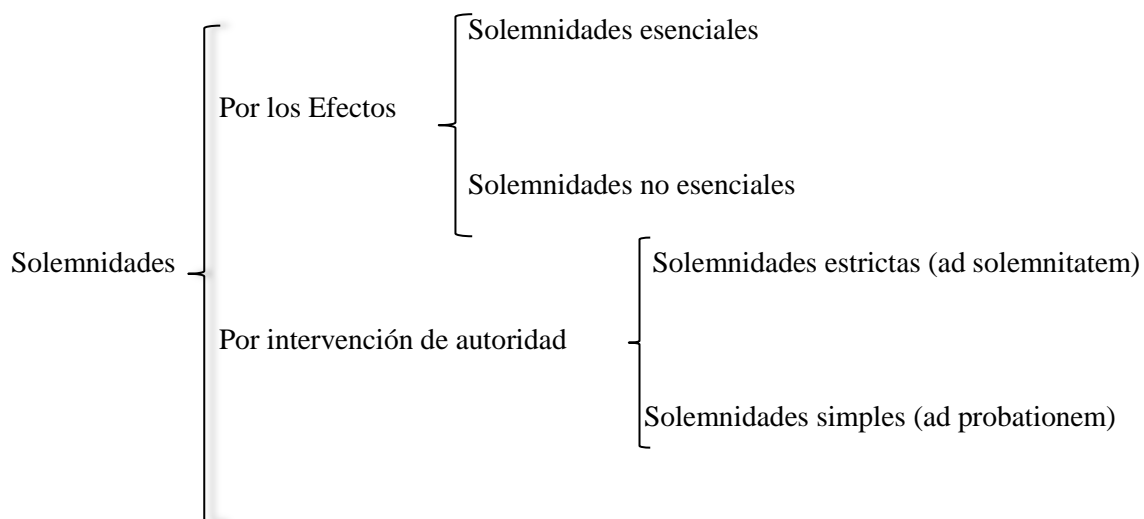 Solemnidades esenciales
Por los Efectos
Solemnidades no esenciales
Solemnidades
Solemnidades estrictas (ad solemnitatem)
Por intervención de autoridad
Solemnidades simples (ad probationem)